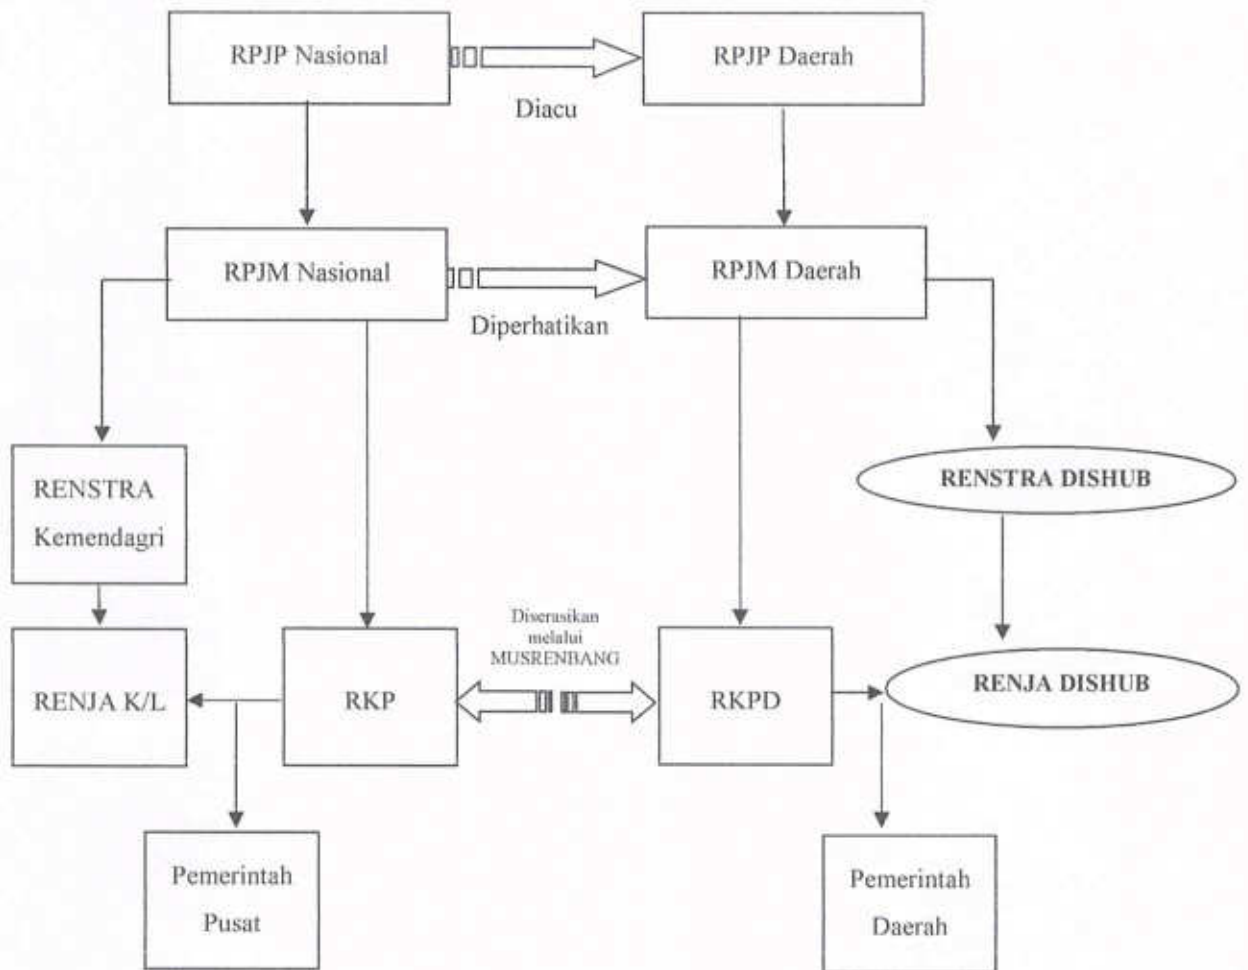 RPJP Nasional
RPJP Daerah
Diacu
RPJM Nasional
RPJM Daerah
Diperhatikan
RENSTRA
Kemendagri
RENSTRA DISHUB
Diserasikan
melalui
MUSRENBANG
RENJA K/L
RKP
RKPD
RENJA DISHUB
Pemerintah
Pusat
Pemerintah
Daerah